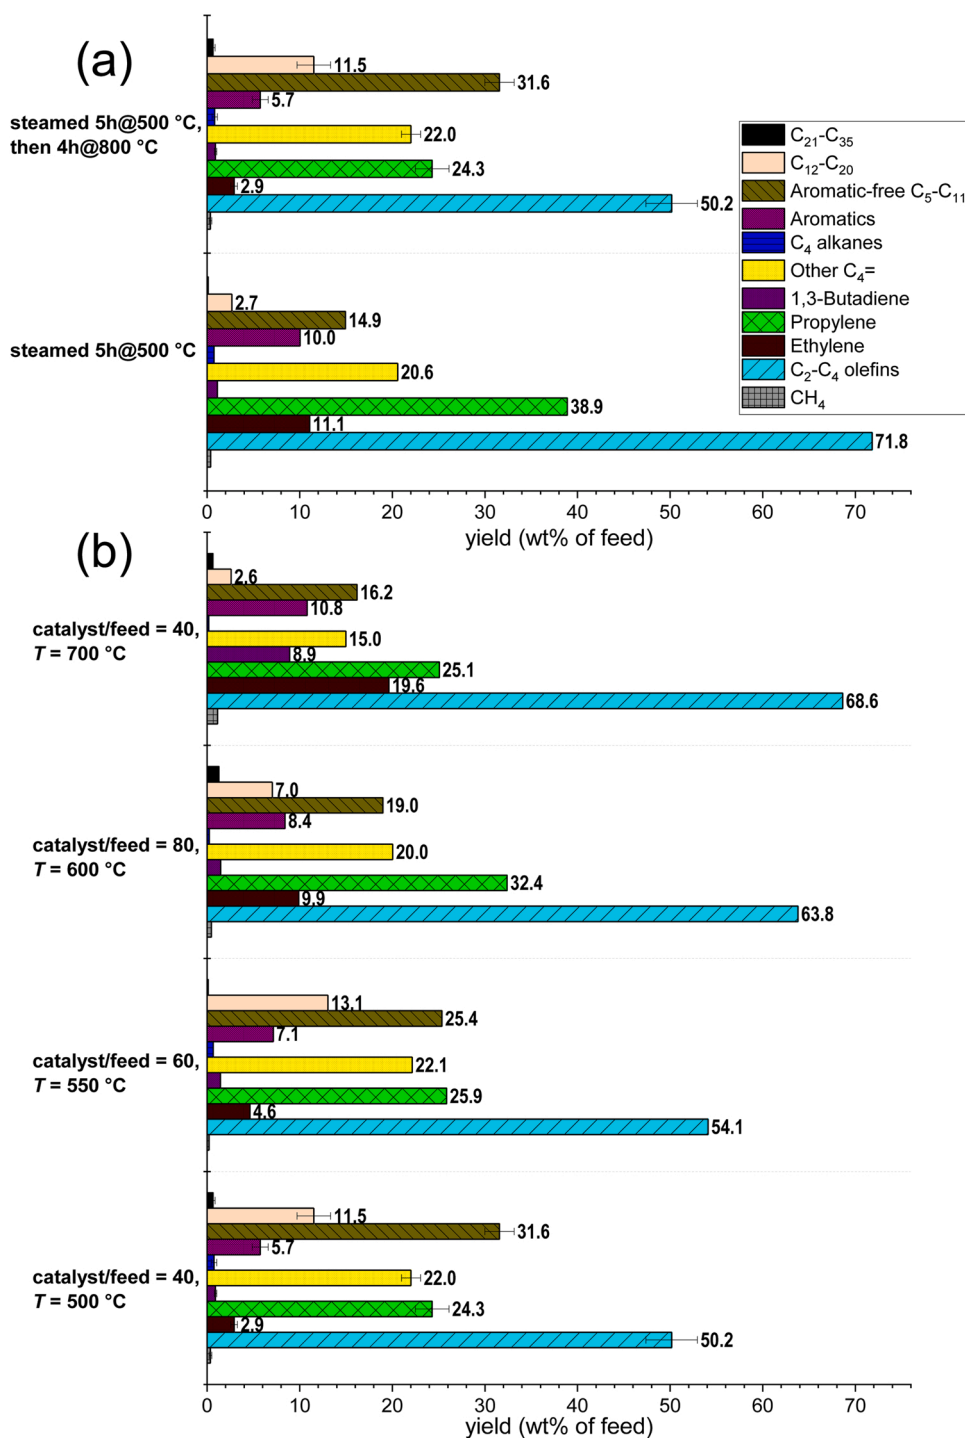 (a)
steamed 5h@500 °C,
then 4h@800 °C
11.5
31.6
5.7
22.0
24.3
2.9
50.2
C₂₁-C₃₅
C₁₂-C₂₀
Aromatic-free C₅-C₁₁
Aromatics
C₄ alkanes
Other C₄=
1,3-Butadiene
Propylene
Ethylene
C₂-C₄ olefins
CH₄
steamed 5h@500 °C
2.7
14.9
10.0
20.6
38.9
11.1
71.8
0 10 20 30 40 50 60 70
yield (wt% of feed)
(b)
catalyst/feed = 40,
T = 700 °C
2.6
16.2
10.8
15.0
8.9
25.1
19.6
68.6
catalyst/feed = 80,
T = 600 °C
7.0
19.0
8.4
20.0
32.4
9.9
63.8
catalyst/feed = 60,
T = 550 °C
13.1
25.4
7.1
22.1
25.9
4.6
54.1
catalyst/feed = 40,
T = 500 °C
11.5
31.6
5.7
22.0
24.3
2.9
50.2
0 10 20 30 40 50 60 70
yield (wt% of feed)